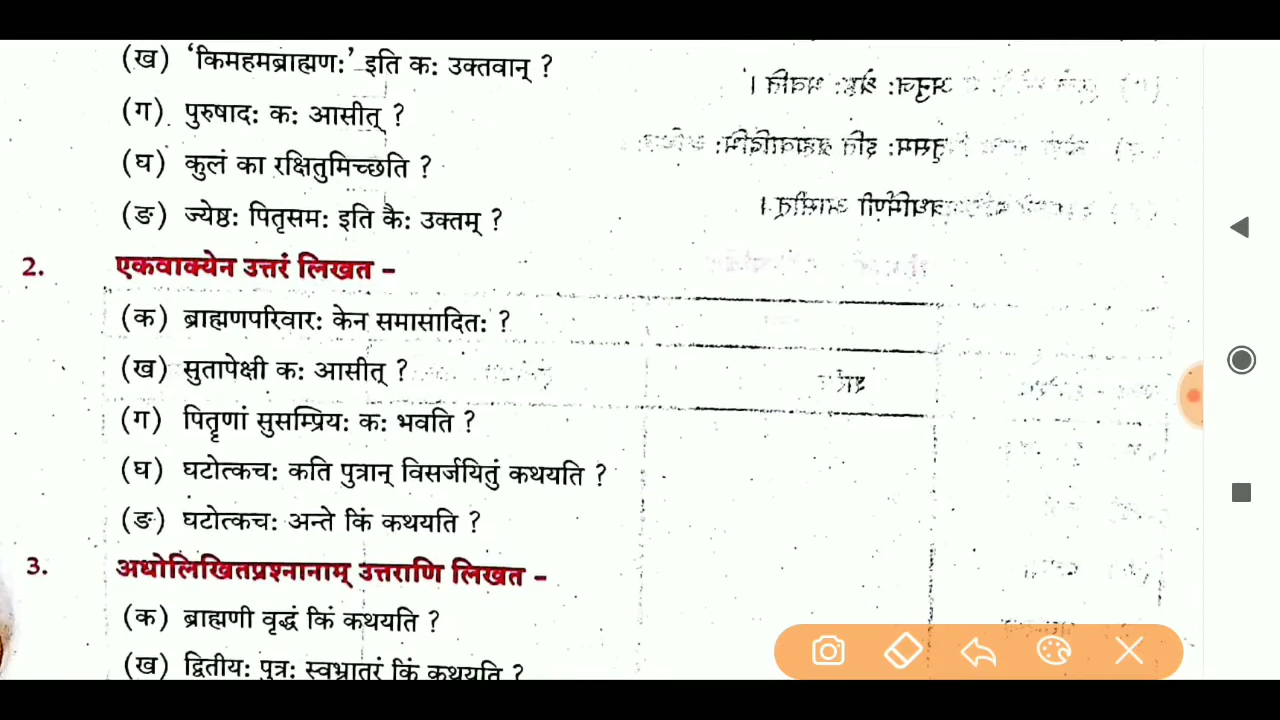 (ख) ‘किमहमब्राह्मणः’ इति कः उक्तवान् ?
(ग) पुरुषादः कः आसीत् ?
(घ) कुलं का रक्षितुमिच्छति ?
(ङ) ज्येष्ठः पितृसमः इति कैः उक्तम् ?
2. एकवाक्येन उत्तरं लिखत -
(क) ब्राह्मणपरिवारः केन समासादितः ?
(ख) सुतापेक्षी कः आसीत् ?
(ग) पितॄणां सुसम्प्रियः कः भवति ?
(घ) घटोत्कचः कति पुत्रान् विसर्जयितुं कथयति ?
(ङ) घटोत्कचः अन्ते किं कथयति ?
3. अधोलिखितप्रश्नानाम् उत्तराणि लिखत -
(क) ब्राह्मणी वृद्धं किं कथयति ?
(ख) द्वितीयः पुत्रः स्वभ्रातरं किं कथयति ?